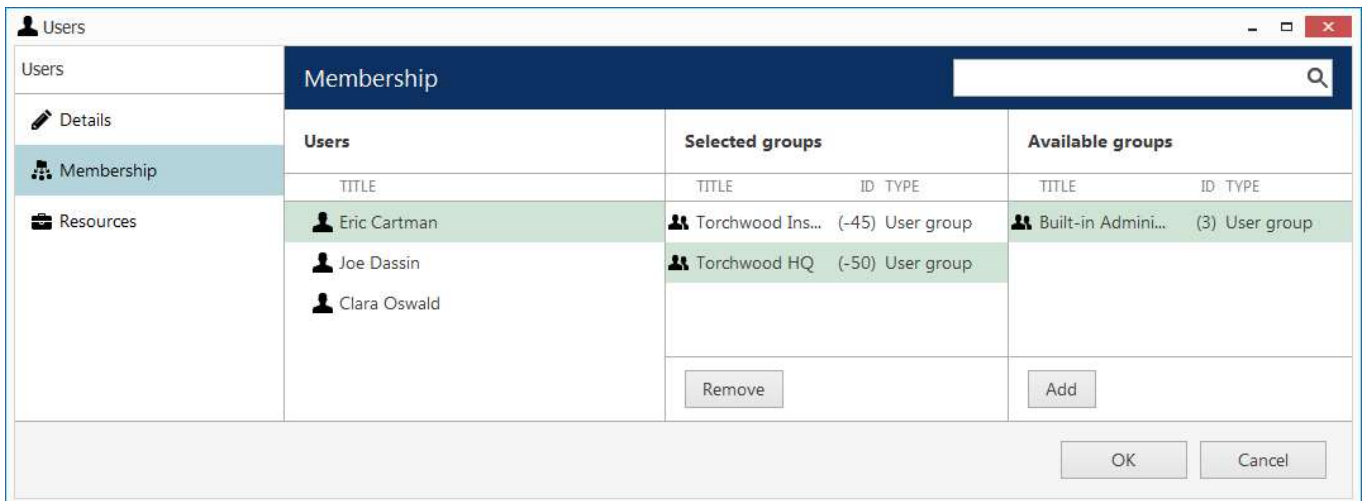 Users
Users
Membership
Details
Membership
Resources
Users
TITLE
Eric Cartman
Joe Dassin
Clara Oswald
Selected groups
TITLE ID TYPE
Torchwood Ins... (-45) User group
Torchwood HQ (-50) User group
Remove
Available groups
TITLE ID TYPE
Built-in Admini... (3) User group
Add
OK Cancel